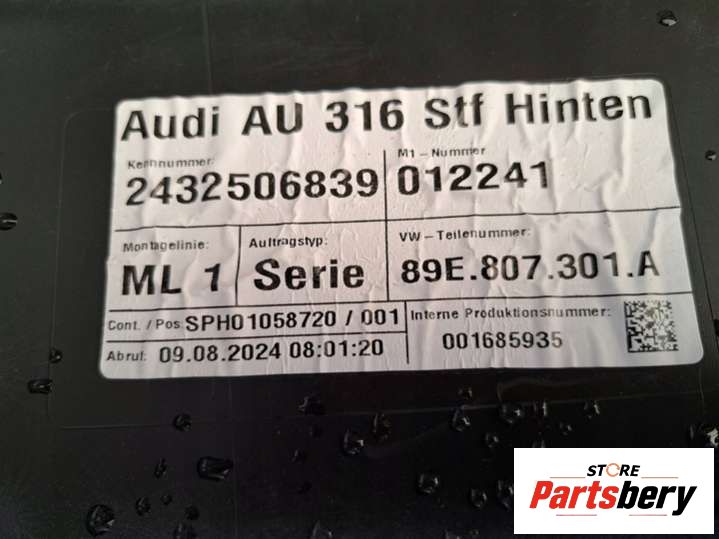 Audi AU 316 Stf Hinten
Kennnummer:
2432506839
M1-Nummer
012241
Montagelinie:
ML 1
Auftragstyp:
Serie
VW-Teilenummer:
89E.807.301.A
Cont. / Pos: SPH01058720 / 001
Interne Produktionsnummer:
001685935
Abruf: 09.08.2024 08:01:20
STORE
Partsbery